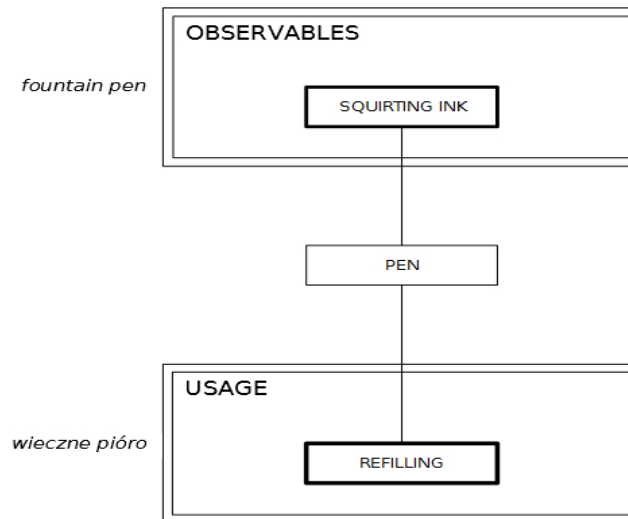 OBSERVABLES
fountain pen
SQUIRTING INK
PEN
USAGE
wieczne pióro
REFILLING